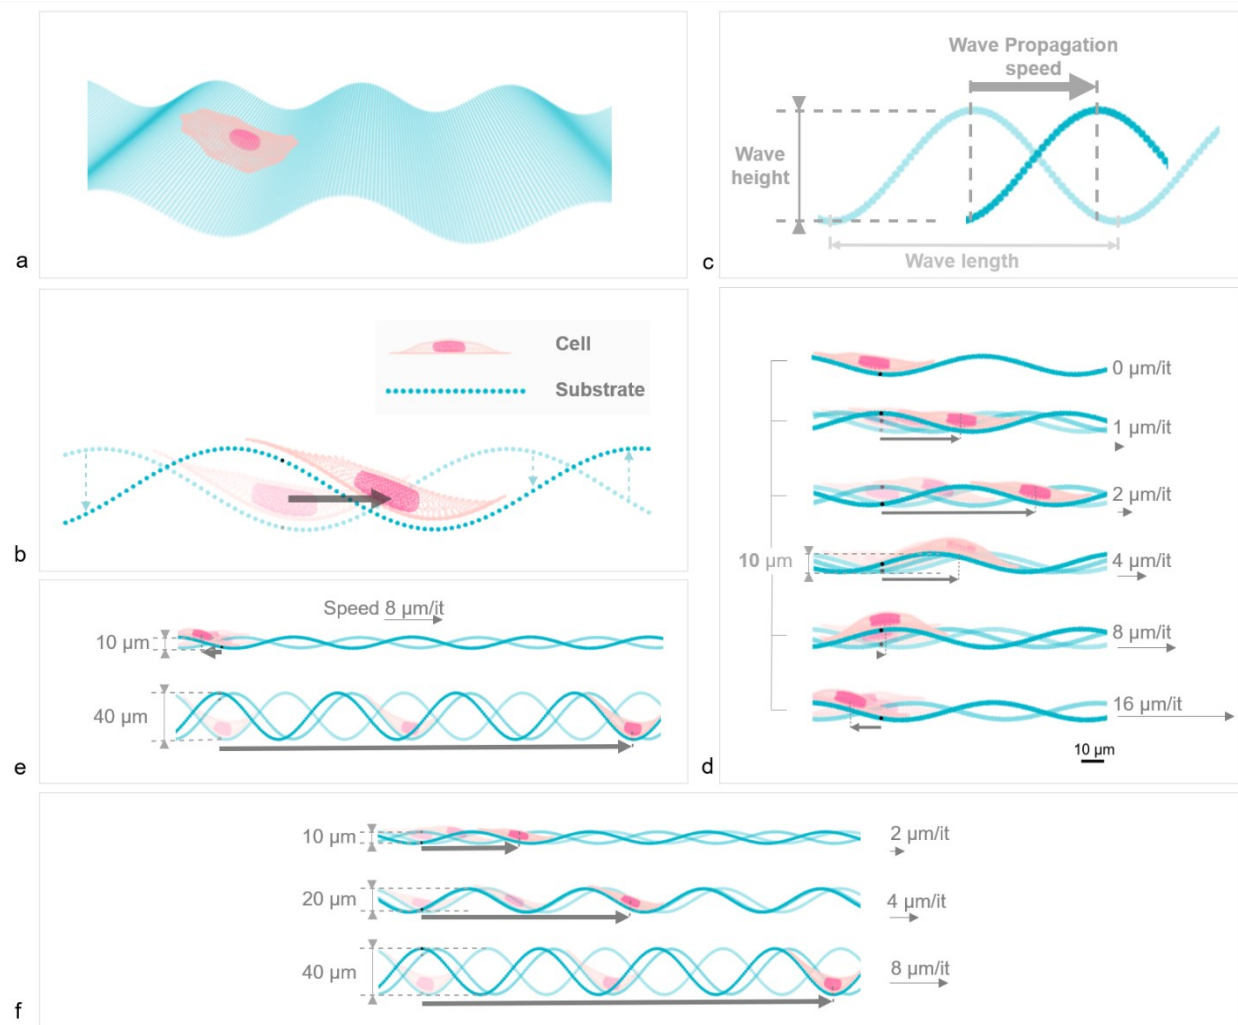 a
Wave Propagation
speed
Wave
height
Wave length
c
Cell
Substrate
b
0 µm/it
1 µm/it
2 µm/it
4 µm/it
10 µm
8 µm/it
16 µm/it
10 µm
d
Speed 8 µm/it
10 µm
40 µm
e
10 µm
2 µm/it
20 µm
4 µm/it
40 µm
8 µm/it
f